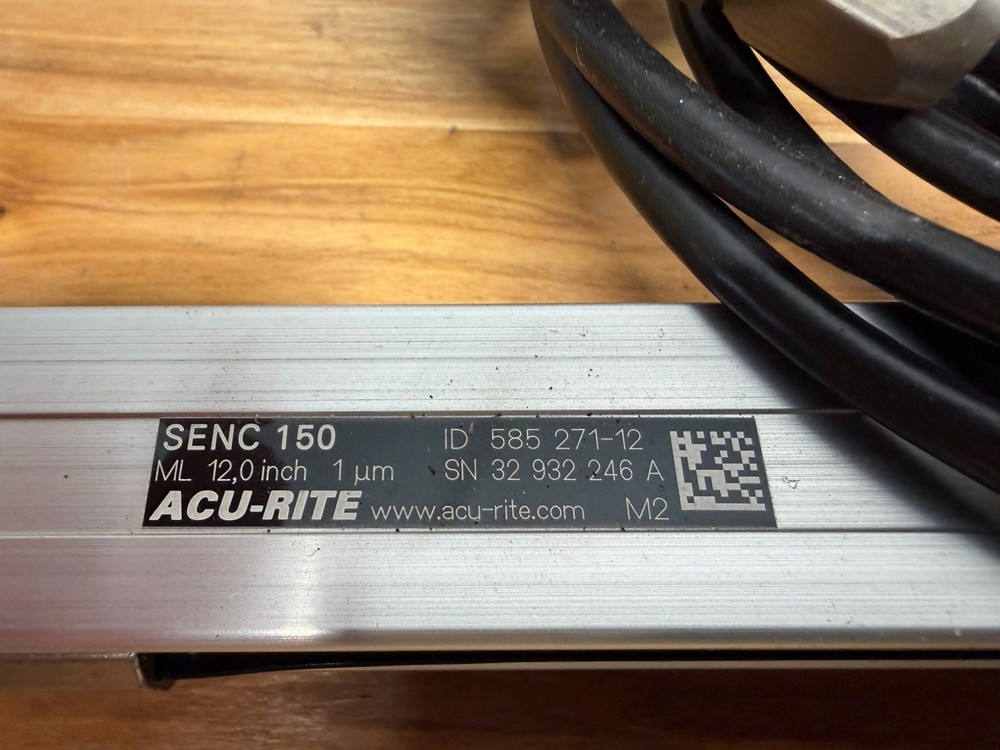 SENC 150 ID 585 271-12
ML 12,0 inch 1 µm SN 32 932 246 A
ACU-RITE www.acu-rite.com M2